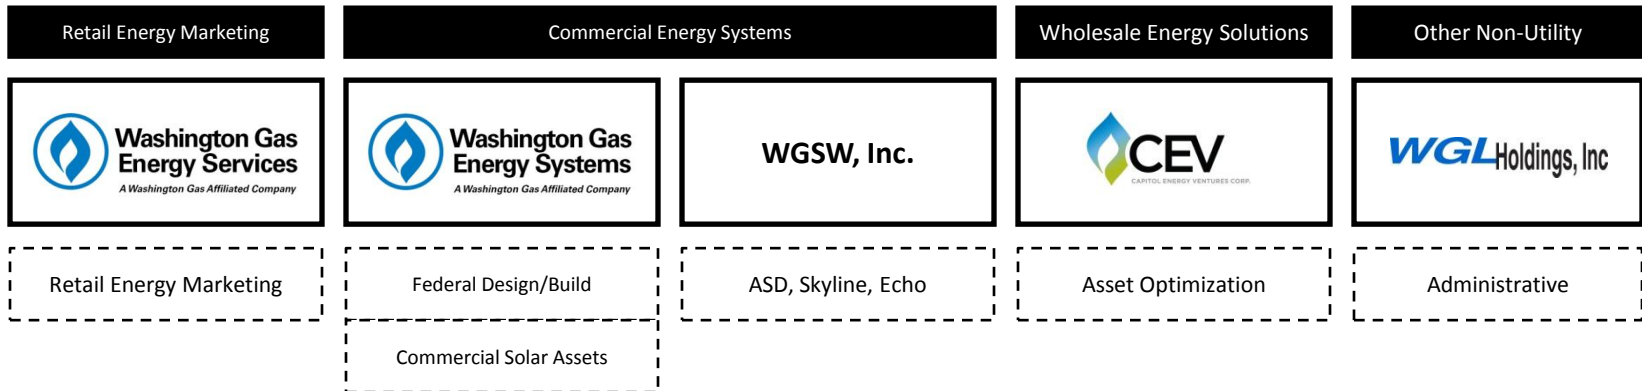 Retail Energy Marketing
Commercial Energy Systems
Wholesale Energy Solutions
Other Non-Utility
Washington Gas
Energy Services
A Washington Gas Affiliated Company
Washington Gas
Energy Systems
A Washington Gas Affiliated Company
WGSW, Inc.
CEV
CAPITOL ENERGY VENTURES CORP.
WGL Holdings, Inc
Retail Energy Marketing
Federal Design/Build
ASD, Skyline, Echo
Asset Optimization
Administrative
Commercial Solar Assets